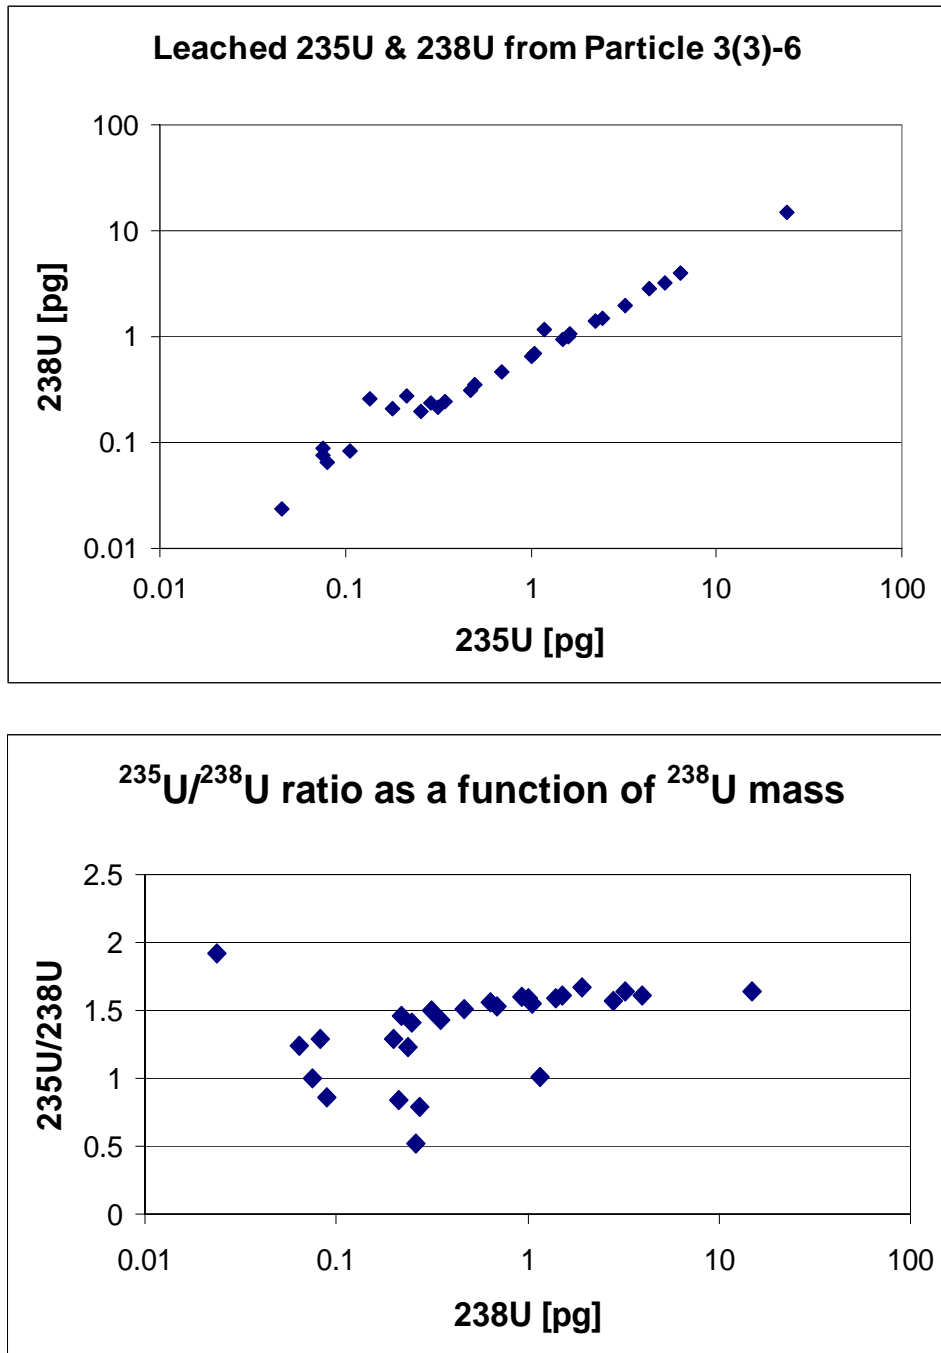 Leached 235U & 238U from Particle 3(3)-6
100
10
1
0.1
0.01
238U [pg]
0.01 0.1 1 10 100
235U [pg]
²³⁵U/²³⁸U ratio as a function of ²³⁸U mass
2.5
2
1.5
1
0.5
0
235U/238U
0.01 0.1 1 10 100
238U [pg]